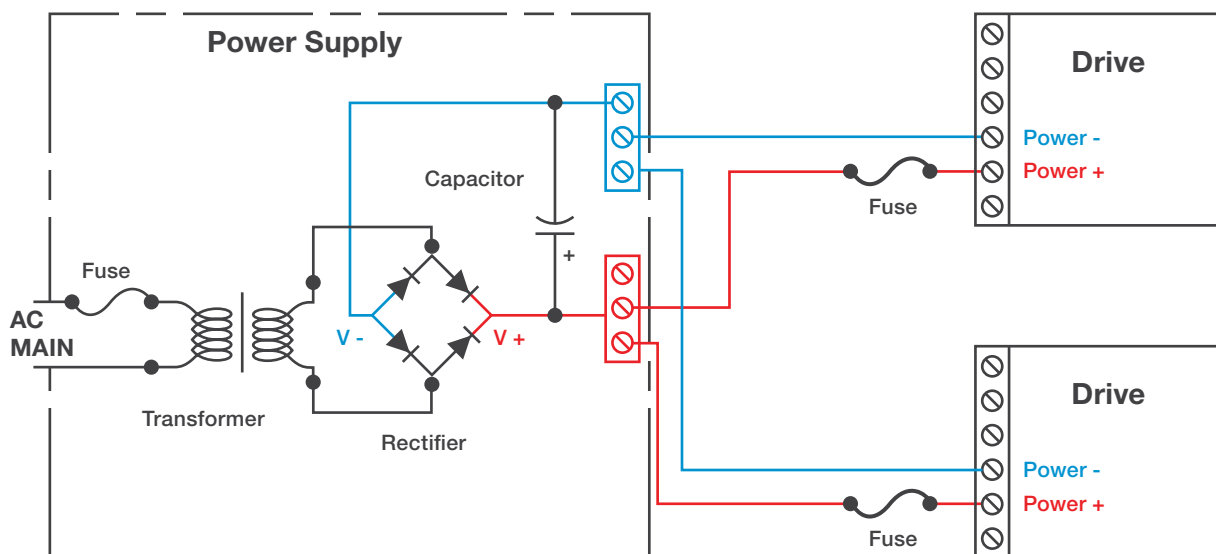 Power Supply
Drive
Power -
Power +
Capacitor
Fuse
+
Fuse
AC
MAIN
V -
V +
Transformer
Rectifier
Drive
Power -
Power +
Fuse